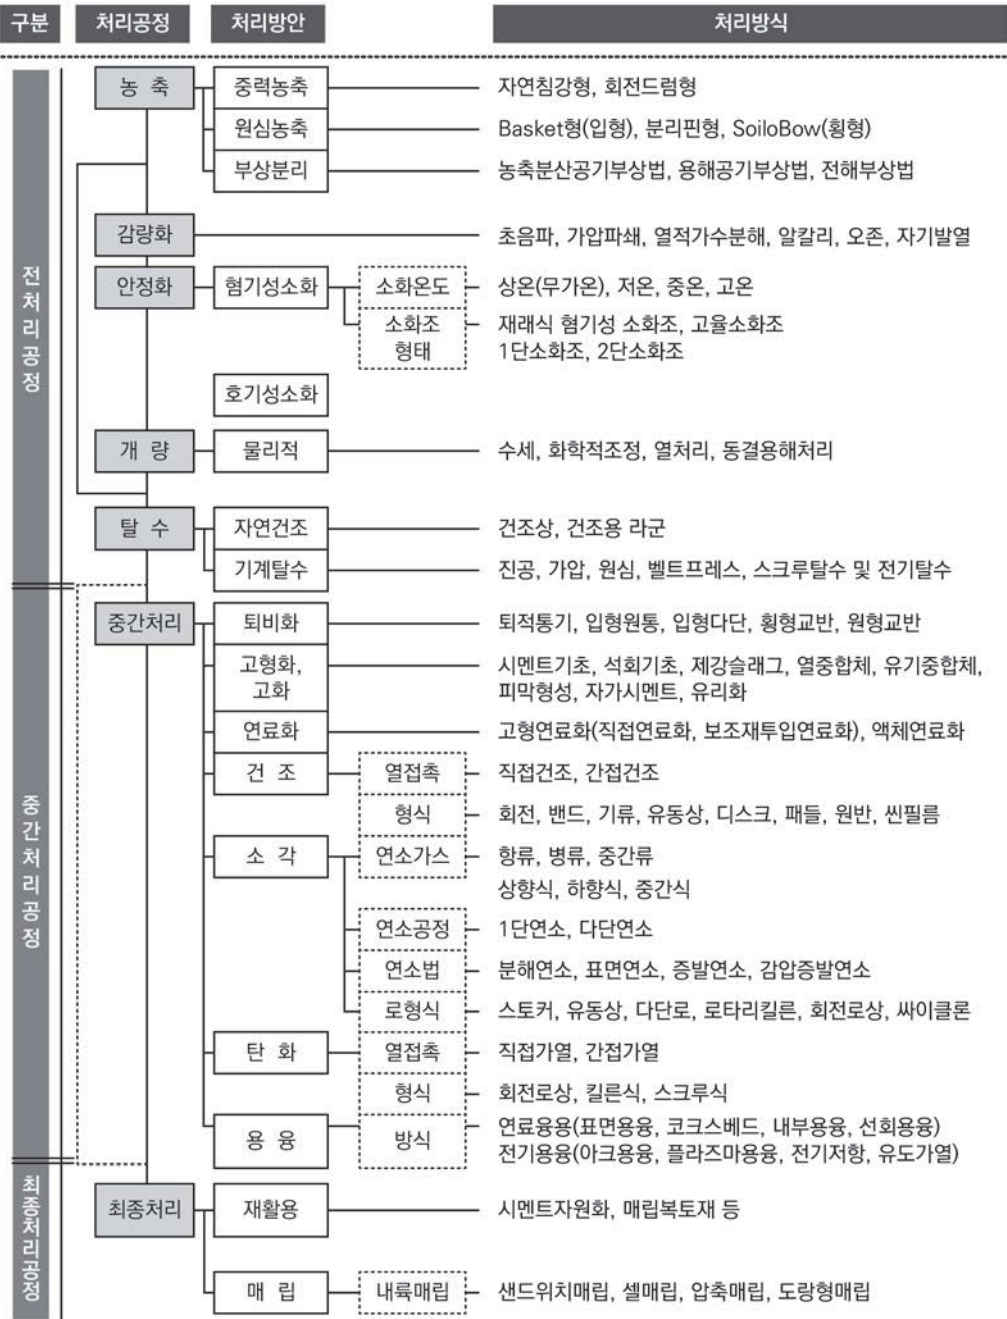 구분 처리공정 처리방안 처리방식
전처리공정
농 축 중력농축 자연침강형, 회전드럼형
원심농축 Basket형(입형), 분리핀형, SoiloBow(횡형)
부상분리 농축분산공기부상법, 용해공기부상법, 전해부상법
감량화 초음파, 가압파쇄, 열적가수분해, 알칼리, 오존, 자기발열
안정화 혐기성소화 소화온도 상온(무가온), 저온, 중온, 고온
소화조 재래식 혐기성 소화조, 고율소화조
형태 1단소화조, 2단소화조
호기성소화
개 량 물리적 수세, 화학적조정, 열처리, 동결용해처리
탈 수 자연건조 건조상, 건조용 라군
기계탈수 진공, 가압, 원심, 벨트프레스, 스크루탈수 및 전기탈수
중간처리공정
중간처리 퇴비화 퇴적통기, 입형원통, 입형다단, 횡형교반, 원형교반
고형화, 시멘트기초, 석회기초, 제강슬래그, 열중합체, 유기중합체,
고화 피막형성, 자가시멘트, 유리화
연료화 고형연료화(직접연료화, 보조재투입연료화), 액체연료화
건 조 열접촉 직접건조, 간접건조
형식 회전, 밴드, 기류, 유동상, 디스크, 패들, 원반, 씬필름
소 각 연소가스 항류, 병류, 중간류
상향식, 하향식, 중간식
연소공정 1단연소, 다단연소
연소법 분해연소, 표면연소, 증발연소, 감압증발연소
로형식 스토커, 유동상, 다단로, 로타리킬른, 회전로상, 싸이클론
탄 화 열접촉 직접가열, 간접가열
형식 회전로상, 킬른식, 스크루식
용 융 방식 연료융용(표면용융, 코크스베드, 내부용융, 선회용융)
전기용융(아크용융, 플라즈마용융, 전기저항, 유도가열)
최종처리공정
최종처리 재활용 시멘트자원화, 매립복토재 등
매 립 내륙매립 샌드위치매립, 셀매립, 압축매립, 도랑형매립